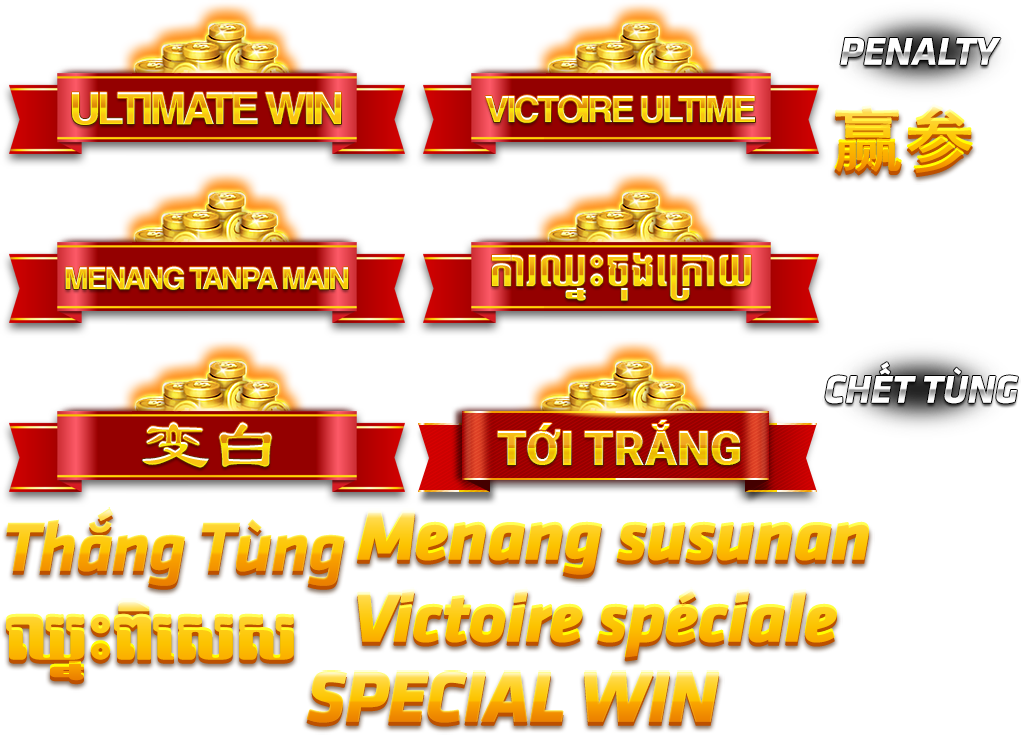 ULTIMATE WIN
VICTOIRE ULTIME
PENALTY
赢参
MENANG TANPA MAIN
ការឈ្នះចុងក្រោយ
变白
TỚI TRẮNG
CHẾT TÙNG
Thắng Tùng
Menang susunan
ឈ្នះពិសេស
Victoire spéciale
SPECIAL WIN